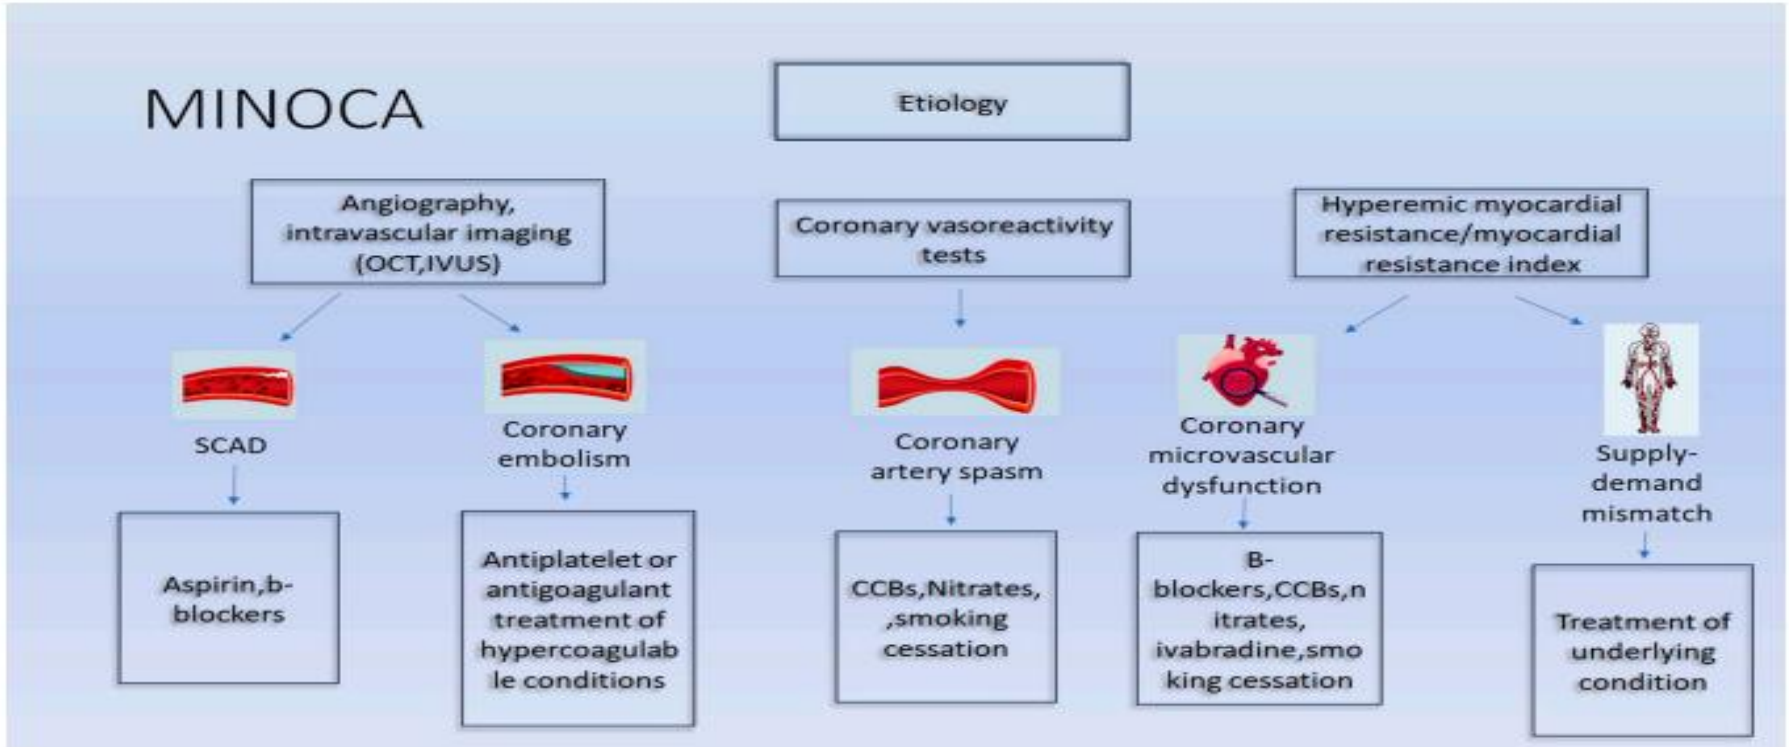 MINOCA
Etiology
Angiography,
intravascular imaging
(OCT,IVUS)
Coronary vasoreactivity
tests
Hyperemic myocardial
resistance/myocardial
resistance index
SCAD
Coronary
embolism
Coronary
artery spasm
Coronary
microvascular
dysfunction
Supply-
demand
mismatch
Aspirin,b-
blockers
Antiplatelet or
antigoagulant
treatment of
hypercoagulab
le conditions
CCBs,Nitrates,
,smoking
cessation
B-
blockers,CCBs,n
itrates,
ivabradine,smo
king cessation
Treatment of
underlying
condition